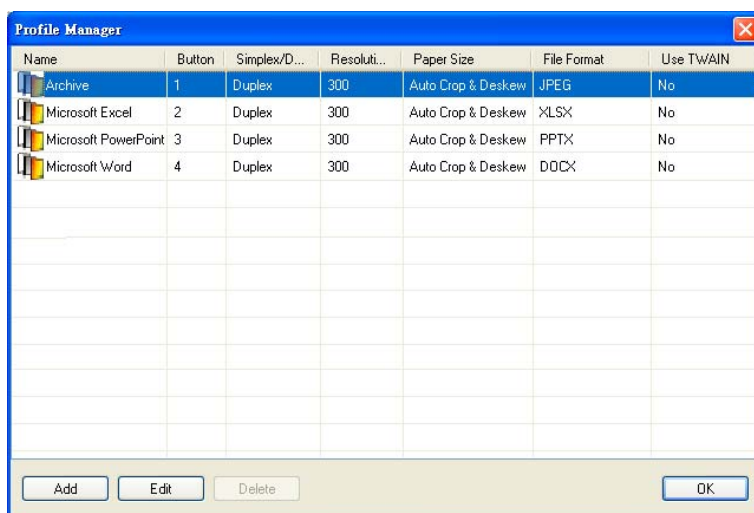 Profile Manager
Name Button Simplex/D... Resoluti... Paper Size File Format Use TWAIN
Archive 1 Duplex 300 Auto Crop & Deskew JPEG No
Microsoft Excel 2 Duplex 300 Auto Crop & Deskew XLSX No
Microsoft PowerPoint 3 Duplex 300 Auto Crop & Deskew PPTX No
Microsoft Word 4 Duplex 300 Auto Crop & Deskew DOCX No
Add Edit Delete OK